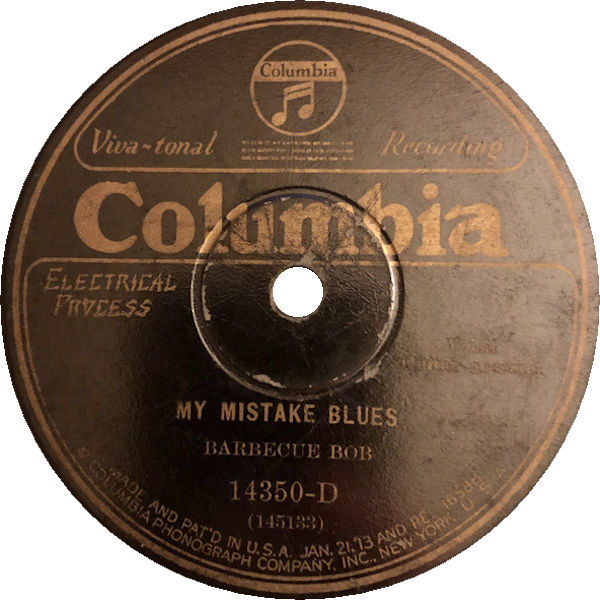 Columbia
Viva-tonal Recording
Columbia
ELECTRICAL
PROCESS
MY MISTAKE BLUES
BARBECUE BOB
14350-D
(145133)
MADE AND PAT'D IN U.S.A. JAN. 21,'13 AND RE.
© COLUMBIA PHONOGRAPH COMPANY, INC., NEW YORK, U.S.A.